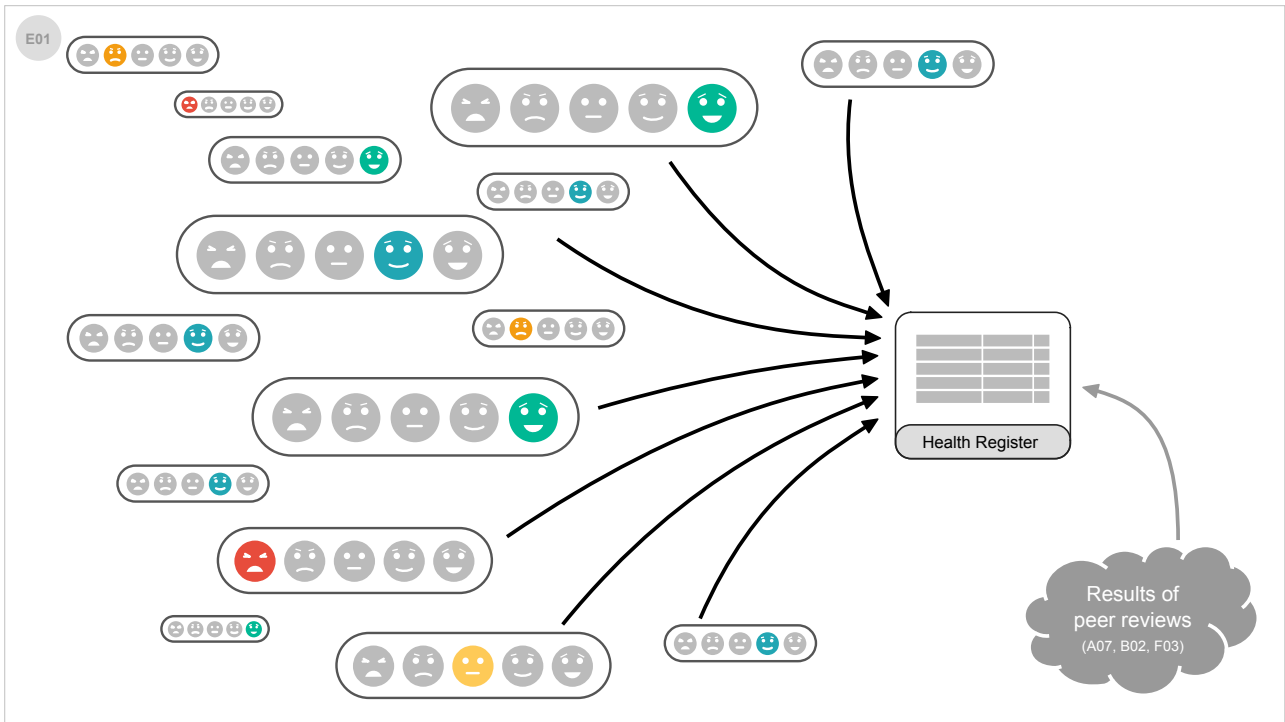 E01
Health Register
Results of
peer reviews
(A07, B02, F03)